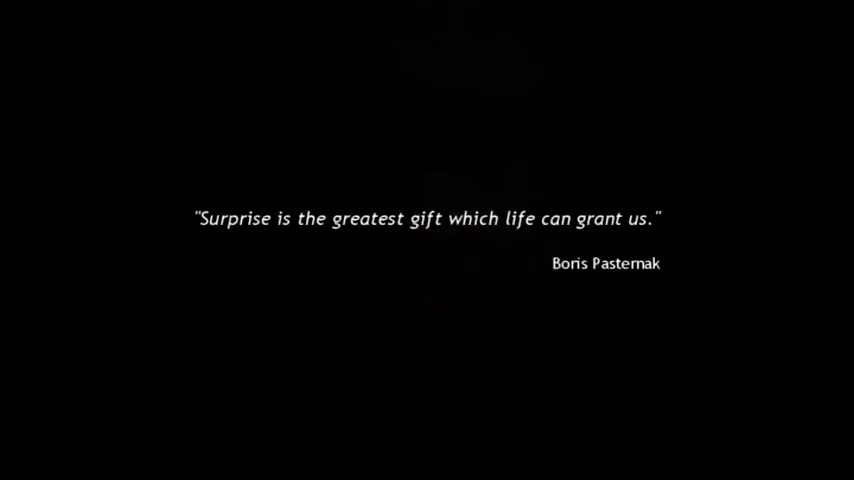 "Surprise is the greatest gift which life can grant us."
Boris Pasternak